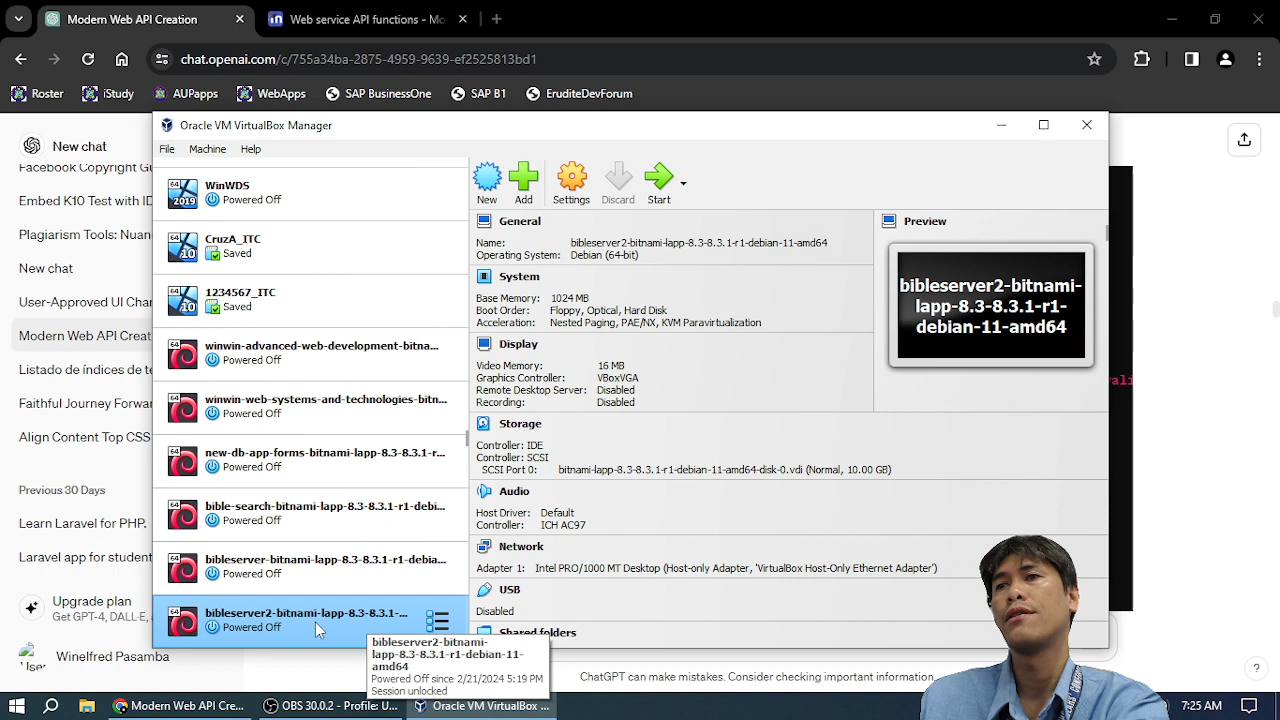 Modern Web API Creation
Web service API functions - Mo
chat.openai.com/c/755a34ba-2875-4959-9639-ef2525813bd1
Roster
iStudy
AUPapps
WebApps
SAP BusinessOne
SAP B1
EruditeDevForum
New chat
Facebook Copyright Gu
Embed K10 Test with ID
Plagiarism Tools: Nuan
New chat
User-Approved UI Char
Modern Web API Creat
Listado de índices de te
Faithful Journey Forwar
Align Content Top CSS
Previous 30 Days
Learn Laravel for PHP.
Laravel app for student
Upgrade plan
Get GPT-4, DALL-E,
User
Winelfred Pasamba
Oracle VM VirtualBox Manager
File
Machine
Help
64
2019
WinWDS
Powered Off
64
10
CruzA_ITC
Saved
64
10
1234567_ITC
Saved
64
winwin-advanced-web-development-bitna...
Powered Off
64
winwin-web-systems-and-technologies-bitn...
Powered Off
64
new-db-app-forms-bitnami-lapp-8.3-8.3.1-r...
Powered Off
64
bible-search-bitnami-lapp-8.3-8.3.1-r1-debi...
Powered Off
64
bibleserver-bitnami-lapp-8.3-8.3.1-r1-debia...
Powered Off
64
bibleserver2-bitnami-lapp-8.3-8.3.1-...
Powered Off
bibleserver2-bitnami-
lapp-8.3-8.3.1-r1-debian-11-
amd64
Powered Off since 2/21/2024 5:19 PM
Session unlocked
New
Add
Settings
Discard
Start
General
Name: bibleserver2-bitnami-lapp-8.3-8.3.1-r1-debian-11-amd64
Operating System: Debian (64-bit)
System
Base Memory: 1024 MB
Boot Order: Floppy, Optical, Hard Disk
Acceleration: Nested Paging, PAE/NX, KVM Paravirtualization
Display
Video Memory: 16 MB
Graphics Controller: VBoxVGA
Remote Desktop Server: Disabled
Recording: Disabled
Storage
Controller: IDE
Controller: SCSI
SCSI Port 0: bitnami-lapp-8.3-8.3.1-r1-debian-11-amd64-disk-0.vdi (Normal, 10.00 GB)
Audio
Host Driver: Default
Controller: ICH AC97
Network
Adapter 1: Intel PRO/1000 MT Desktop (Host-only Adapter, 'VirtualBox Host-Only Ethernet Adapter')
USB
Disabled
Shared folders
Preview
bibleserver2-bitnami-
lapp-8.3-8.3.1-r1-
debian-11-amd64
vali
ChatGPT can make mistakes. Consider checking important information.
?
Modern Web API Cre...
OBS 30.0.2 - Profile U...
Oracle VM VirtualBox ...
7:25 AM